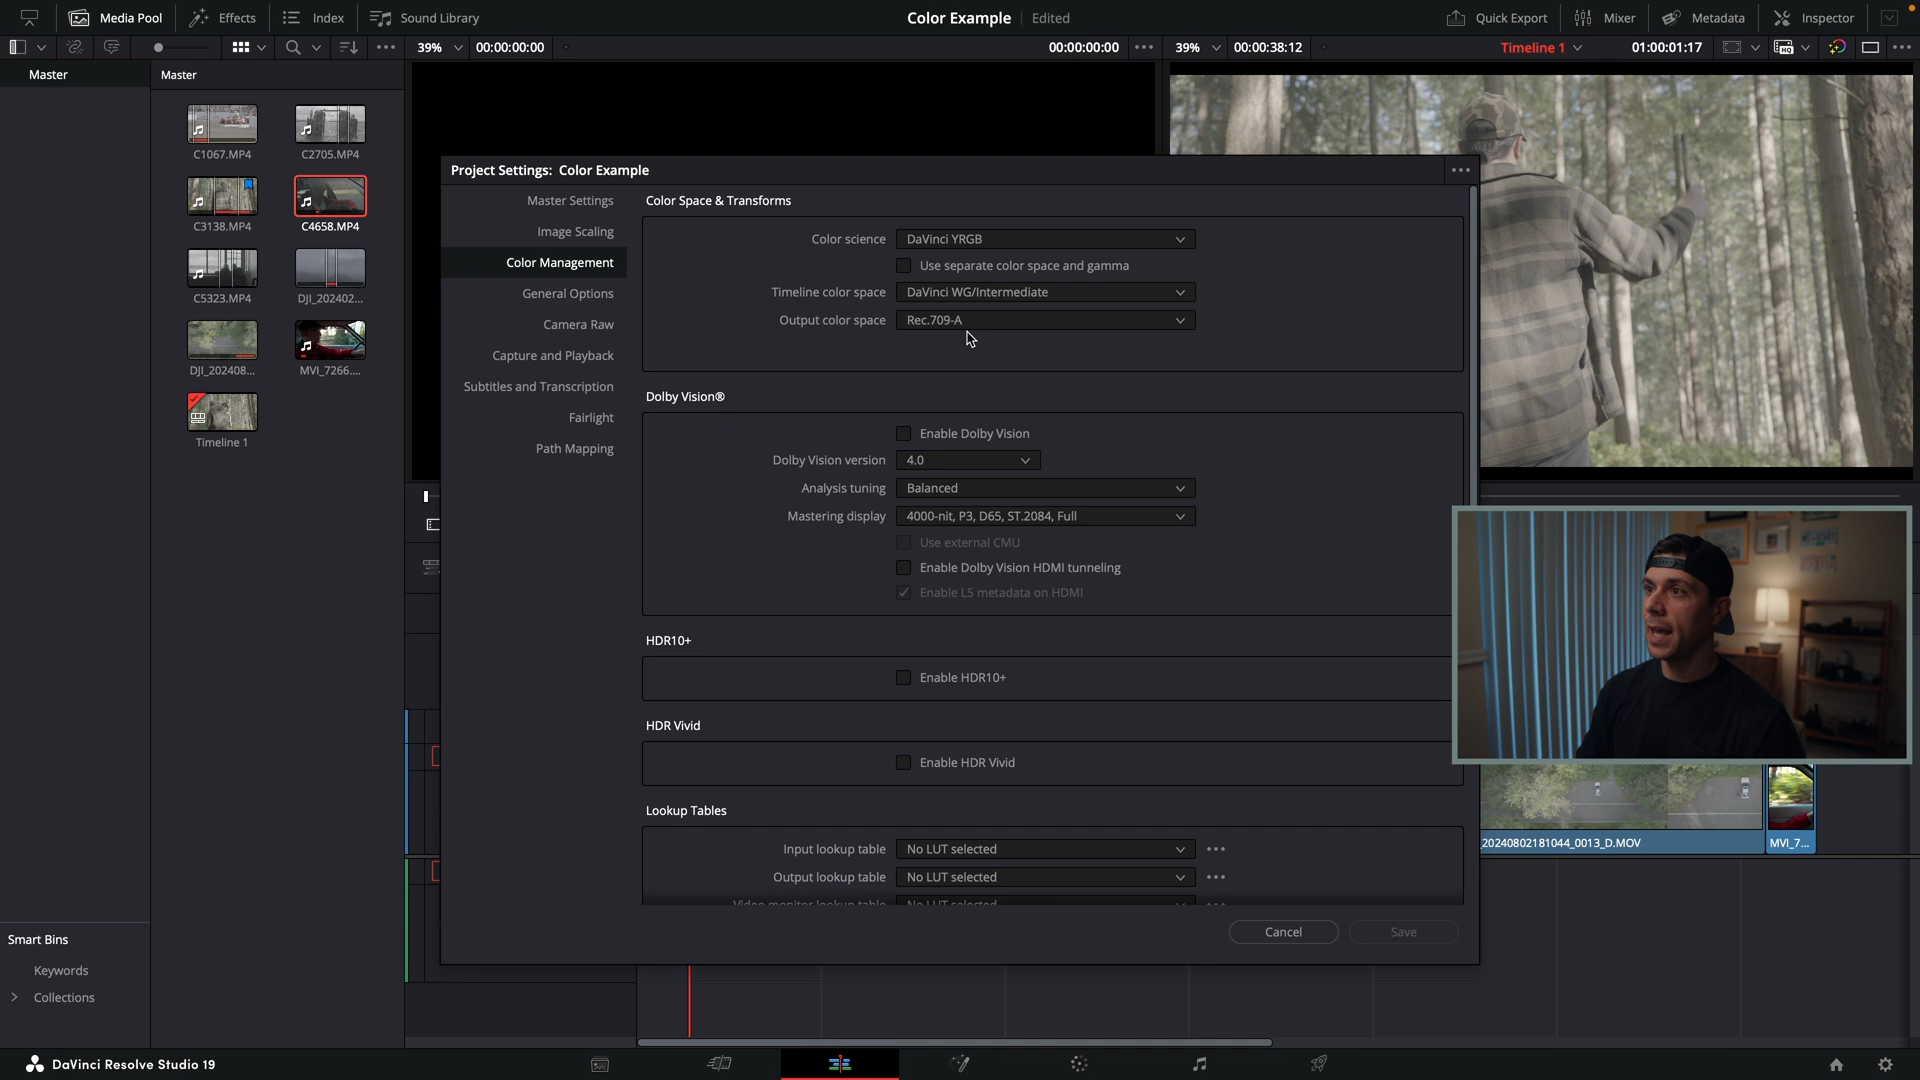 Media Pool
Effects
Index
Sound Library
Color Example
Edited
Quick Export
Mixer
Metadata
Inspector
39%
00:00:00:00
00:00:00:00
39%
00:00:38:12
Timeline 1
01:00:01:17
HQ
Master
Master
C1067.MP4
C2705.MP4
C3138.MP4
C4658.MP4
C5323.MP4
DJI_202402...
DJI_202408...
MVI_7266....
Timeline 1
Smart Bins
Keywords
Collections
Project Settings: Color Example
Master Settings
Image Scaling
Color Management
General Options
Camera Raw
Capture and Playback
Subtitles and Transcription
Fairlight
Path Mapping
Color Space & Transforms
Color science
DaVinci YRGB
Use separate color space and gamma
Timeline color space
DaVinci WG/Intermediate
Output color space
Rec.709-A
Dolby Vision®
Enable Dolby Vision
Dolby Vision version
4.0
Analysis tuning
Balanced
Mastering display
4000-nit, P3, D65, ST.2084, Full
Use external CMU
Enable Dolby Vision HDMI tunneling
Enable L5 metadata on HDMI
HDR10+
Enable HDR10+
HDR Vivid
Enable HDR Vivid
Lookup Tables
Input lookup table
No LUT selected
Output lookup table
No LUT selected
Video monitor lookup table
No LUT selected
Cancel
Save
20240802181044_0013_D.MOV
MVI_7...
DaVinci Resolve Studio 19